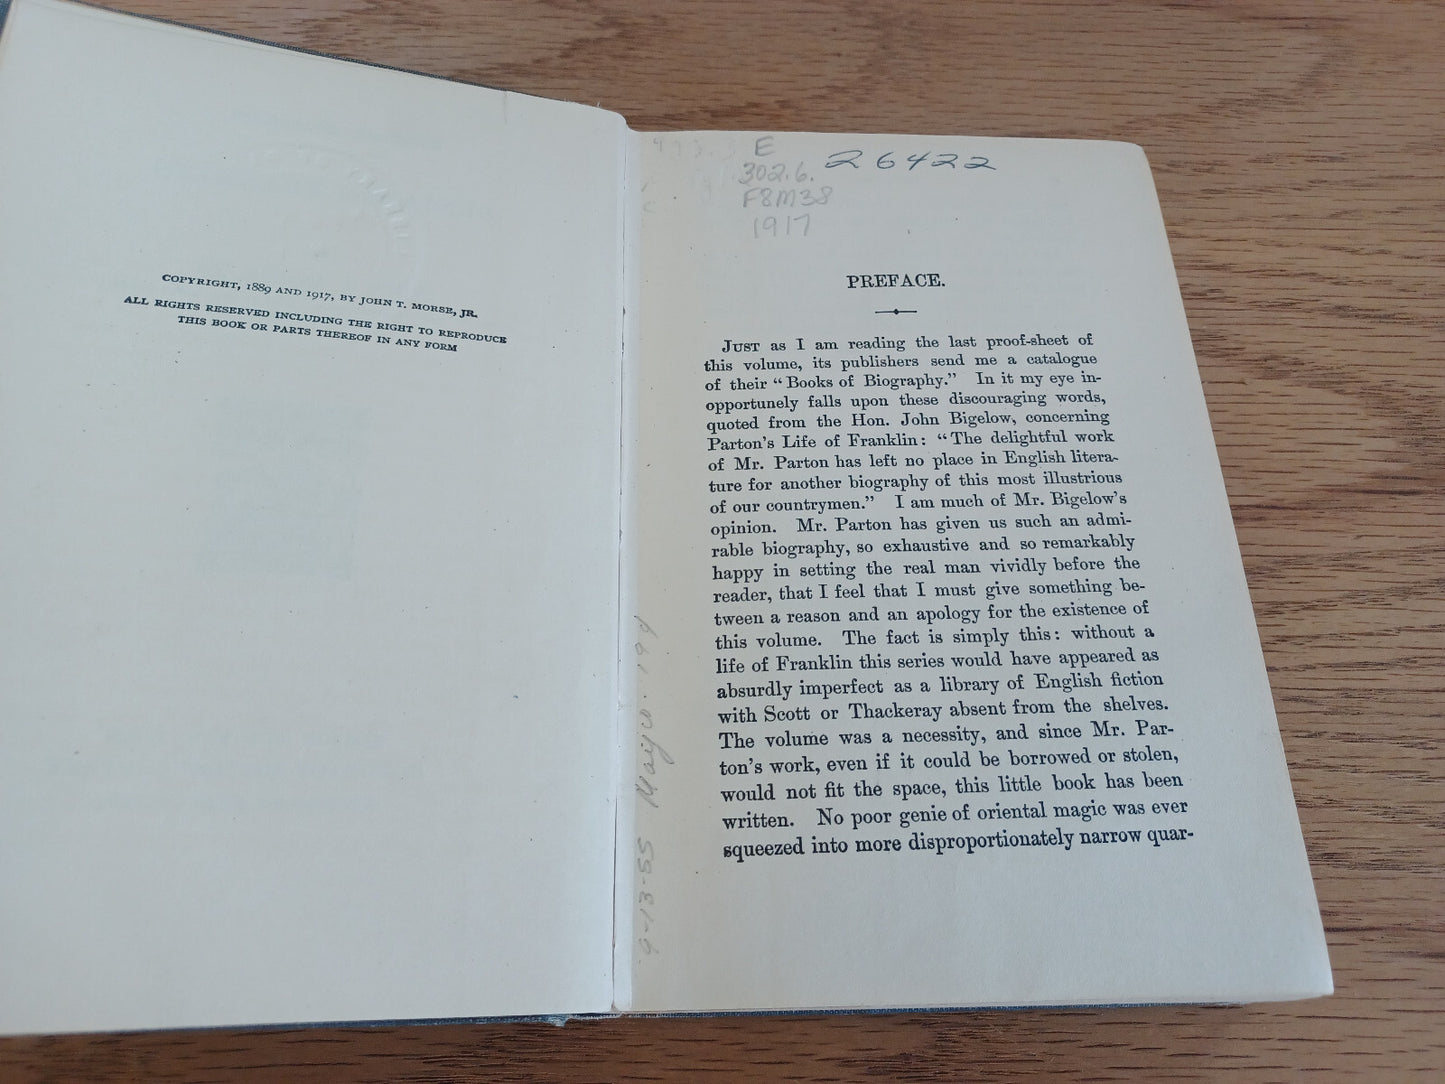 COPYRIGHT, 1889 AND 1917, BY JOHN T. MORSE, JR.
ALL RIGHTS RESERVED INCLUDING THE RIGHT TO REPRODUCE
THIS BOOK OR PARTS THEREOF IN ANY FORM
E
302.6.
F8M38
1917
26422
PREFACE.
JUST as I am reading the last proof-sheet of
this volume, its publishers send me a catalogue
of their “Books of Biography.” In it my eye in-
opportunely falls upon these discouraging words,
quoted from the Hon. John Bigelow, concerning
Parton's Life of Franklin: “The delightful work
of Mr. Parton has left no place in English litera-
ture for another biography of this most illustrious
of our countrymen.” I am much of Mr. Bigelow's
opinion. Mr. Parton has given us such an admi-
rable biography, so exhaustive and so remarkably
happy in setting the real man vividly before the
reader, that I feel that I must give something be-
tween a reason and an apology for the existence of
this volume. The fact is simply this: without a
life of Franklin this series would have appeared as
absurdly imperfect as a library of English fiction
with Scott or Thackeray absent from the shelves.
The volume was a necessity, and since Mr. Par-
ton's work, even if it could be borrowed or stolen,
would not fit the space, this little book has been
written. No poor genie of oriental magic was ever
squeezed into more disproportionately narrow quar-
9-13-55